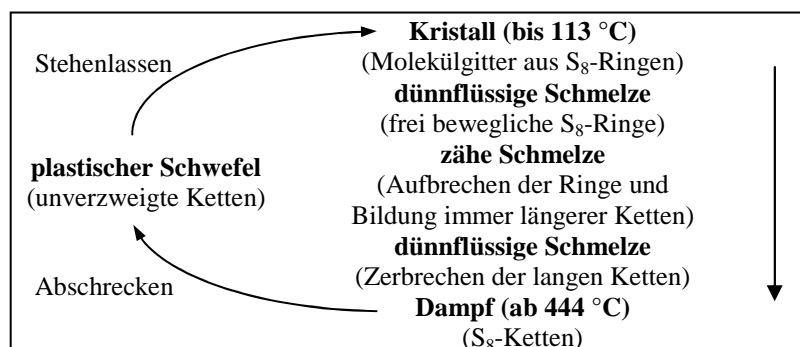 Kristall (bis 113 °C)
Stehenlassen
(Molekülgitter aus S₈-Ringen)
dünnflüssige Schmelze
(frei bewegliche S₈-Ringe)
zähe Schmelze
plastischer Schwefel
(Aufbrechen der Ringe und
(unverzweigte Ketten)
Bildung immer längerer Ketten)
dünnflüssige Schmelze
Abschrecken
(Zerbrechen der langen Ketten)
Dampf (ab 444 °C)
(S₈-Ketten)